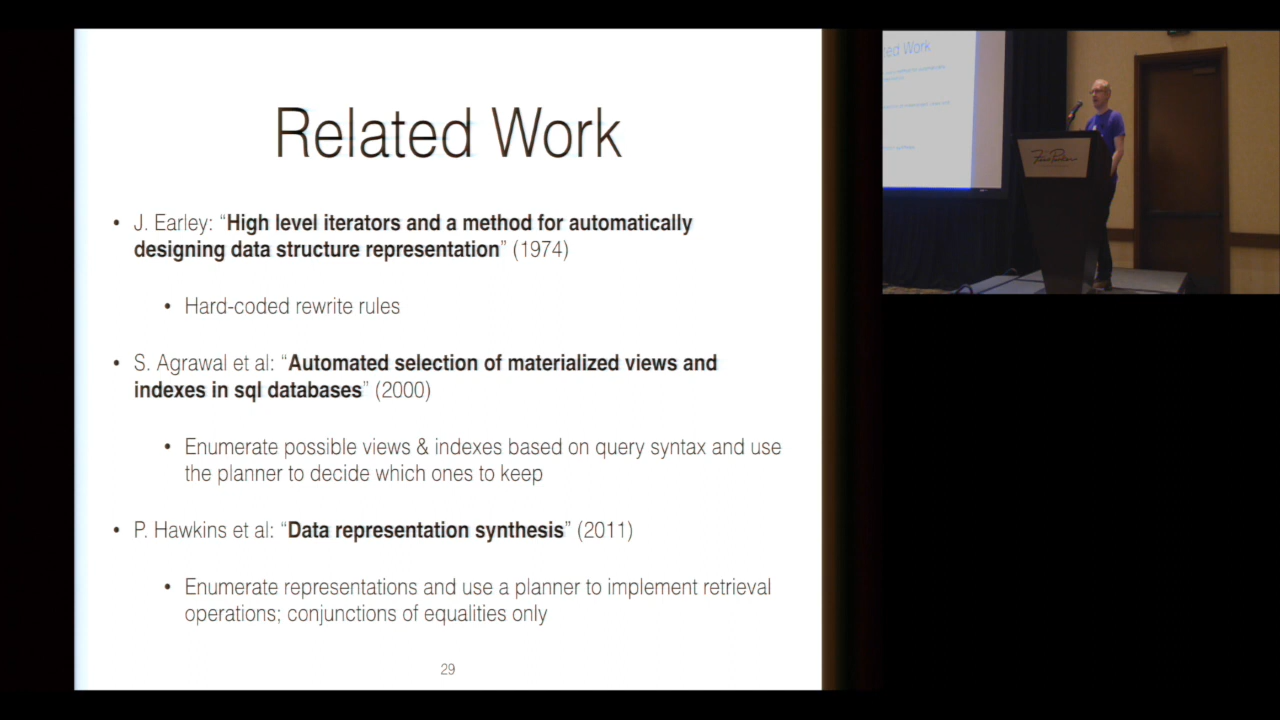 Related Work
• J. Earley: “High level iterators and a method for automatically
designing data structure representation” (1974)
• Hard-coded rewrite rules
• S. Agrawal et al: “Automated selection of materialized views and
indexes in sql databases” (2000)
• Enumerate possible views & indexes based on query syntax and use
the planner to decide which ones to keep
• P. Hawkins et al: “Data representation synthesis” (2011)
• Enumerate representations and use a planner to implement retrieval
operations; conjunctions of equalities only
29
ted Work